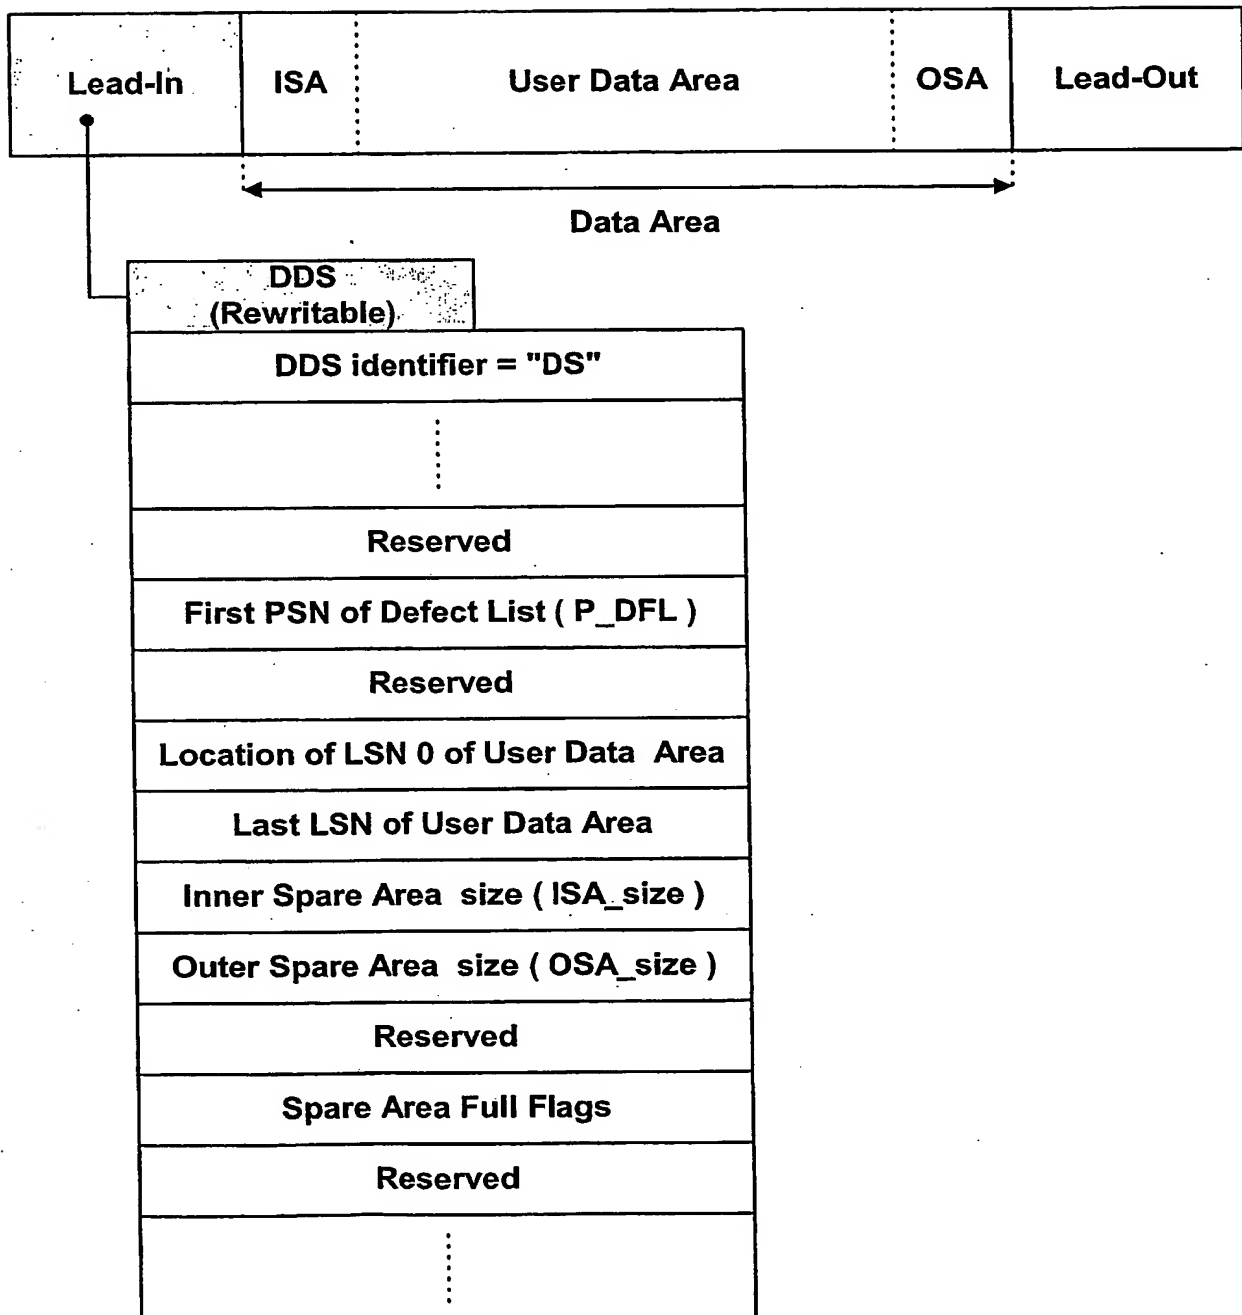 Lead-In ISA User Data Area OSA Lead-Out
Data Area
DDS
(Rewritable)
DDS identifier = "DS"
Reserved
First PSN of Defect List ( P_DFL )
Reserved
Location of LSN 0 of User Data Area
Last LSN of User Data Area
Inner Spare Area size ( ISA_size )
Outer Spare Area size ( OSA_size )
Reserved
Spare Area Full Flags
Reserved